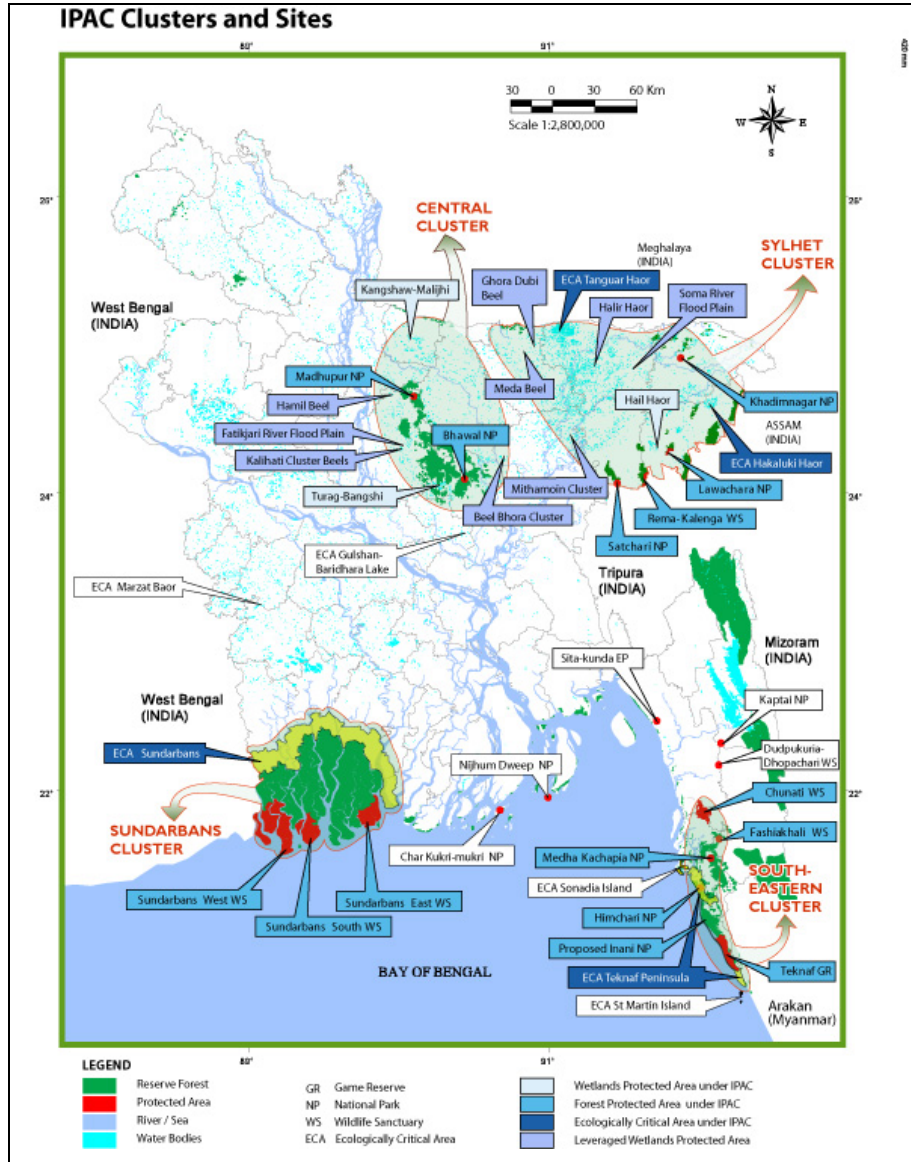 IPAC Clusters and Sites
420 mm
89°
91°
30 0 30 60 Km
Scale 1:2,800,000
N
W E
S
25°
25°
CENTRAL
CLUSTER
Meghalaya
(INDIA)
SYLHET
CLUSTER
Kangshaw-Malijhi
Ghora Dubi
Beel
ECA Tanguar Haor
Halir Haor
Soma River
Flood Plain
West Bengal
(INDIA)
Madhupur NP
Meda Beel
Khadimnagar NP
Hamil Beel
Hail Haor
Fatikjari River Flood Plain
Bhawal NP
ASSAM
(INDIA)
Kalihati Cluster Beels
ECA Hakaluki Haor
Turag-Bangshi
Mithamoin Cluster
Lawachara NP
24°
24°
Beel Bhora Cluster
Rema-Kalenga WS
Satchari NP
ECA Gulshan-
Baridhara Lake
Tripura
(INDIA)
ECA Marzat Baor
Mizoram
(INDIA)
Sita-kunda EP
Kaptai NP
West Bengal
(INDIA)
Dudpukuria-
Dhopachari WS
ECA Sundarbans
Nijhum Dweep NP
22°
22°
Chunati WS
SUNDARBANS
CLUSTER
Fashiakhali WS
Char Kukri-mukri NP
Medha Kachapia NP
SOUTH-
EASTERN
CLUSTER
ECA Sonadia Island
Sundarbans West WS
Sundarbans East WS
Himchari NP
Sundarbans South WS
Proposed Inani NP
BAY OF BENGAL
ECA Teknaf Peninsula
Teknaf GR
ECA St Martin Island
Arakan
(Myanmar)
89°
91°
LEGEND
Reserve Forest
Protected Area
River / Sea
Water Bodies
GR Game Reserve
NP National Park
WS Wildlife Sanctuary
ECA Ecologically Critical Area
Wetlands Protected Area under IPAC
Forest Protected Area under IPAC
Ecologically Critical Area under IPAC
Leveraged Wetlands Protected Area